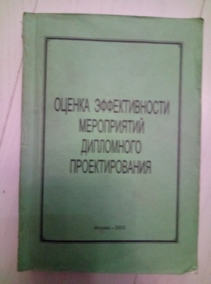 ОЦЕНКА ЭФФЕКТИВНОСТИ
МЕРОПРИЯТИЙ
ДИПЛОМНОГО
ПРОЕКТИРОВАНИЯ